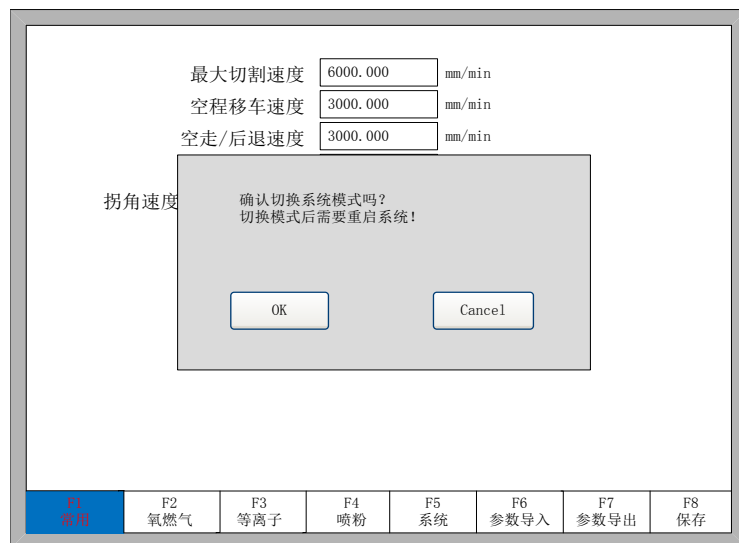 最大切割速度 6000.000 mm/min
空程移车速度 3000.000 mm/min
空走/后退速度 3000.000 mm/min
拐角速度
确认切换系统模式吗？
切换模式后需要重启系统！
OK Cancel
F1 F2 F3 F4 F5 F6 F7 F8
常用 氧燃气 等离子 喷粉 系统 参数导入 参数导出 保存